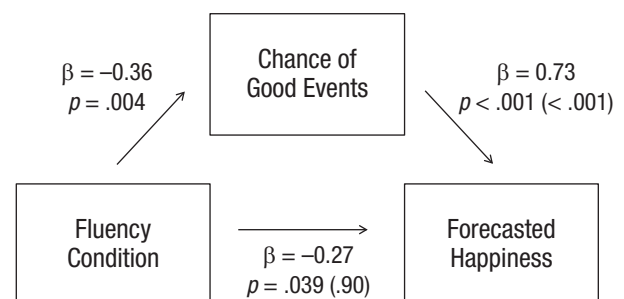 Chance of
Good Events
β = –0.36
p = .004
β = 0.73
p < .001 (< .001)
Fluency
Condition
β = –0.27
p = .039 (.90)
Forecasted
Happiness